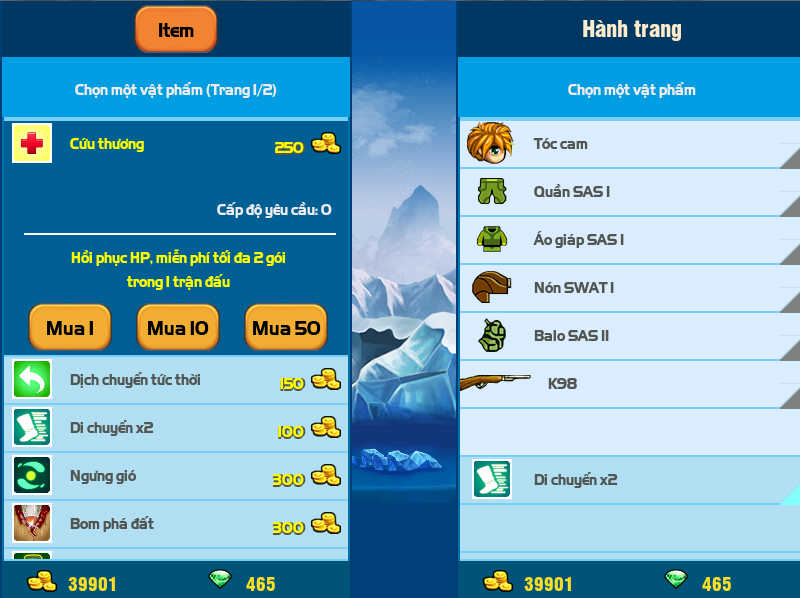 Item
Chọn một vật phẩm (Trang 1/2)
Cứu thương
250
Cấp độ yêu cầu: 0
Hồi phục HP, miễn phí tối đa 2 gói
trong 1 trận đấu
Mua 1
Mua 10
Mua 50
Dịch chuyển tức thời
150
Di chuyển x2
100
Ngưng gió
300
Bom phá đất
300
39901
465
Hành trang
Chọn một vật phẩm
Tóc cam
Quần SAS I
Áo giáp SAS I
Nón SWAT I
Balo SAS II
K98
Di chuyển x2
39901
465